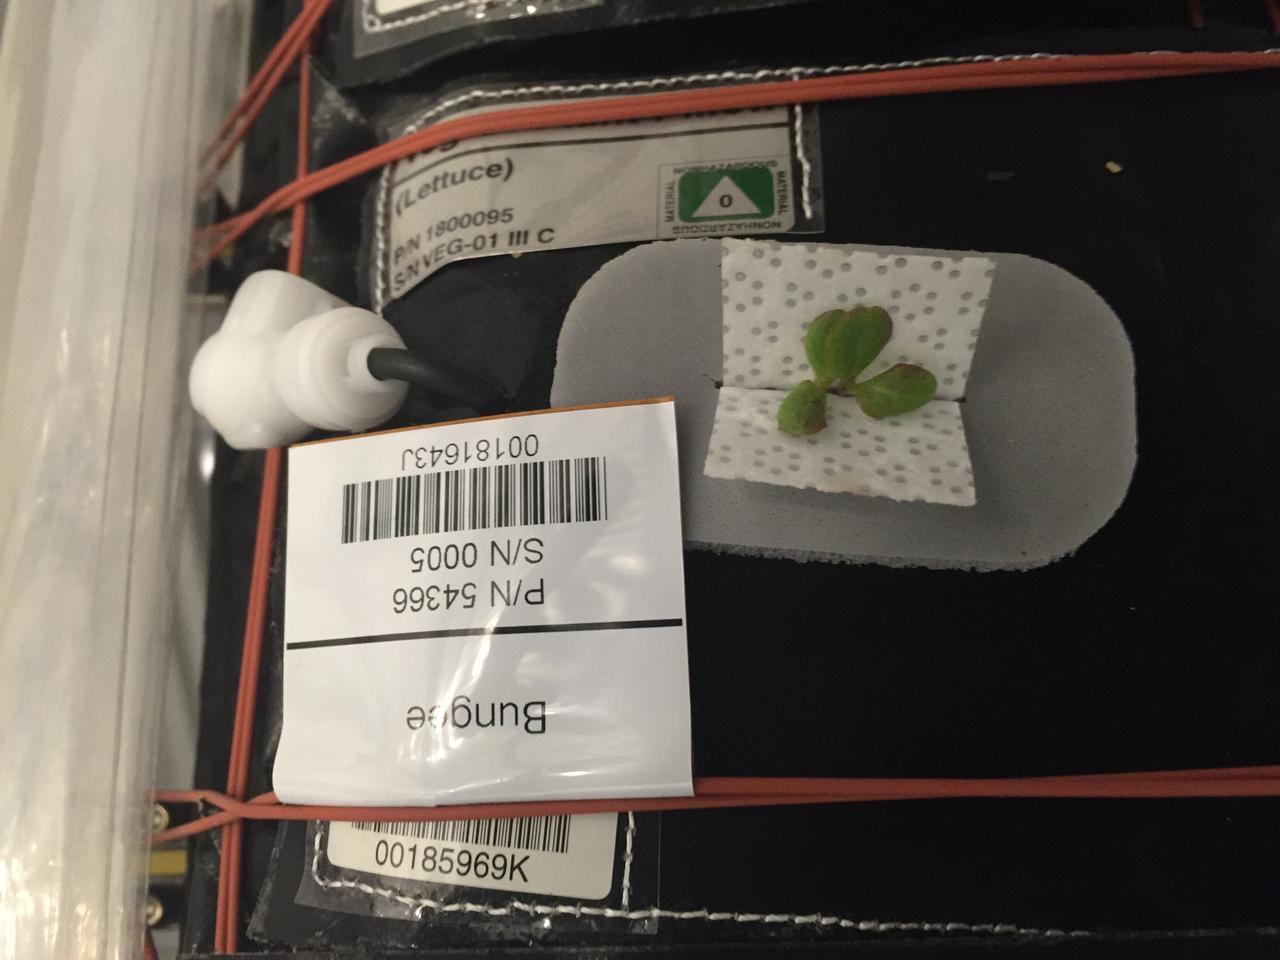 (Lettuce)
P/N 1800095
S/N VEG-01 III C
NONHAZARDOUS
MATERIAL
0
MATERIAL
NONHAZARDOUS
Bungee
P/N 54366
S/N 0005
00181643J
00185969K